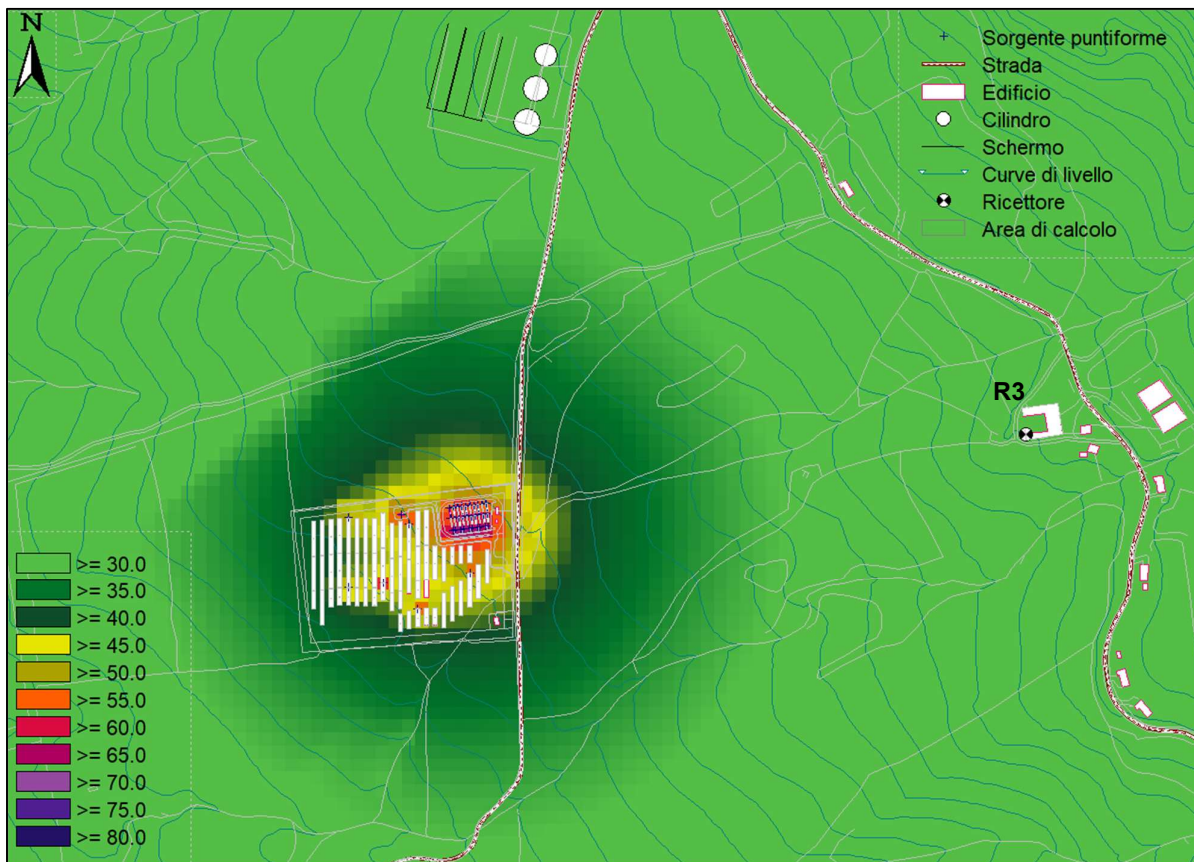 N
Sorgente puntiforme
Strada
Edificio
Cilindro
Schermo
Curve di livello
Ricettore
Area di calcolo
R3
>= 30.0
>= 35.0
>= 40.0
>= 45.0
>= 50.0
>= 55.0
>= 60.0
>= 65.0
>= 70.0
>= 75.0
>= 80.0